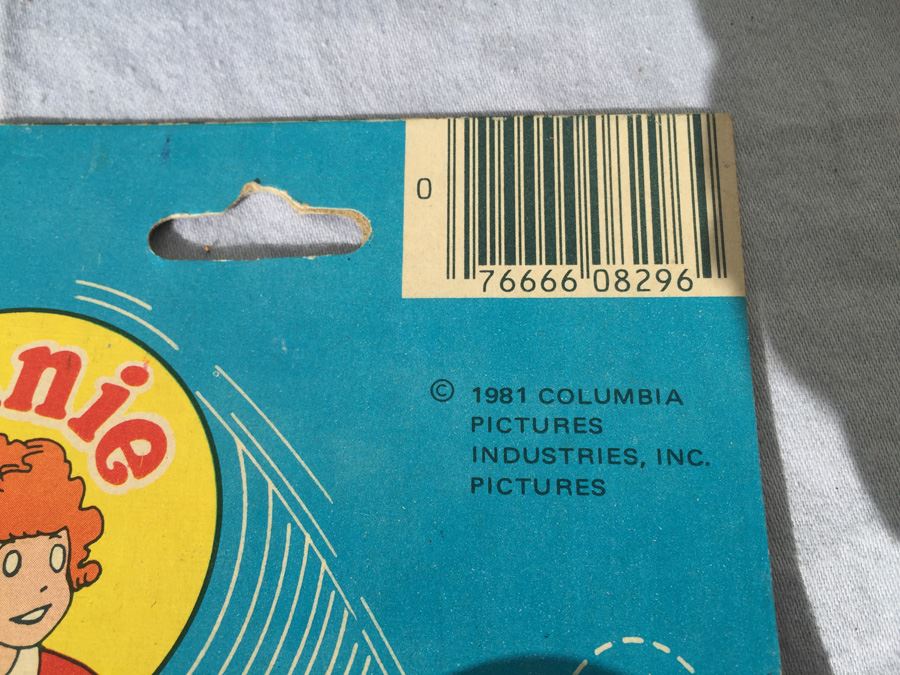 0
76666 08296
nie
© 1981 COLUMBIA
PICTURES
INDUSTRIES, INC.
PICTURES